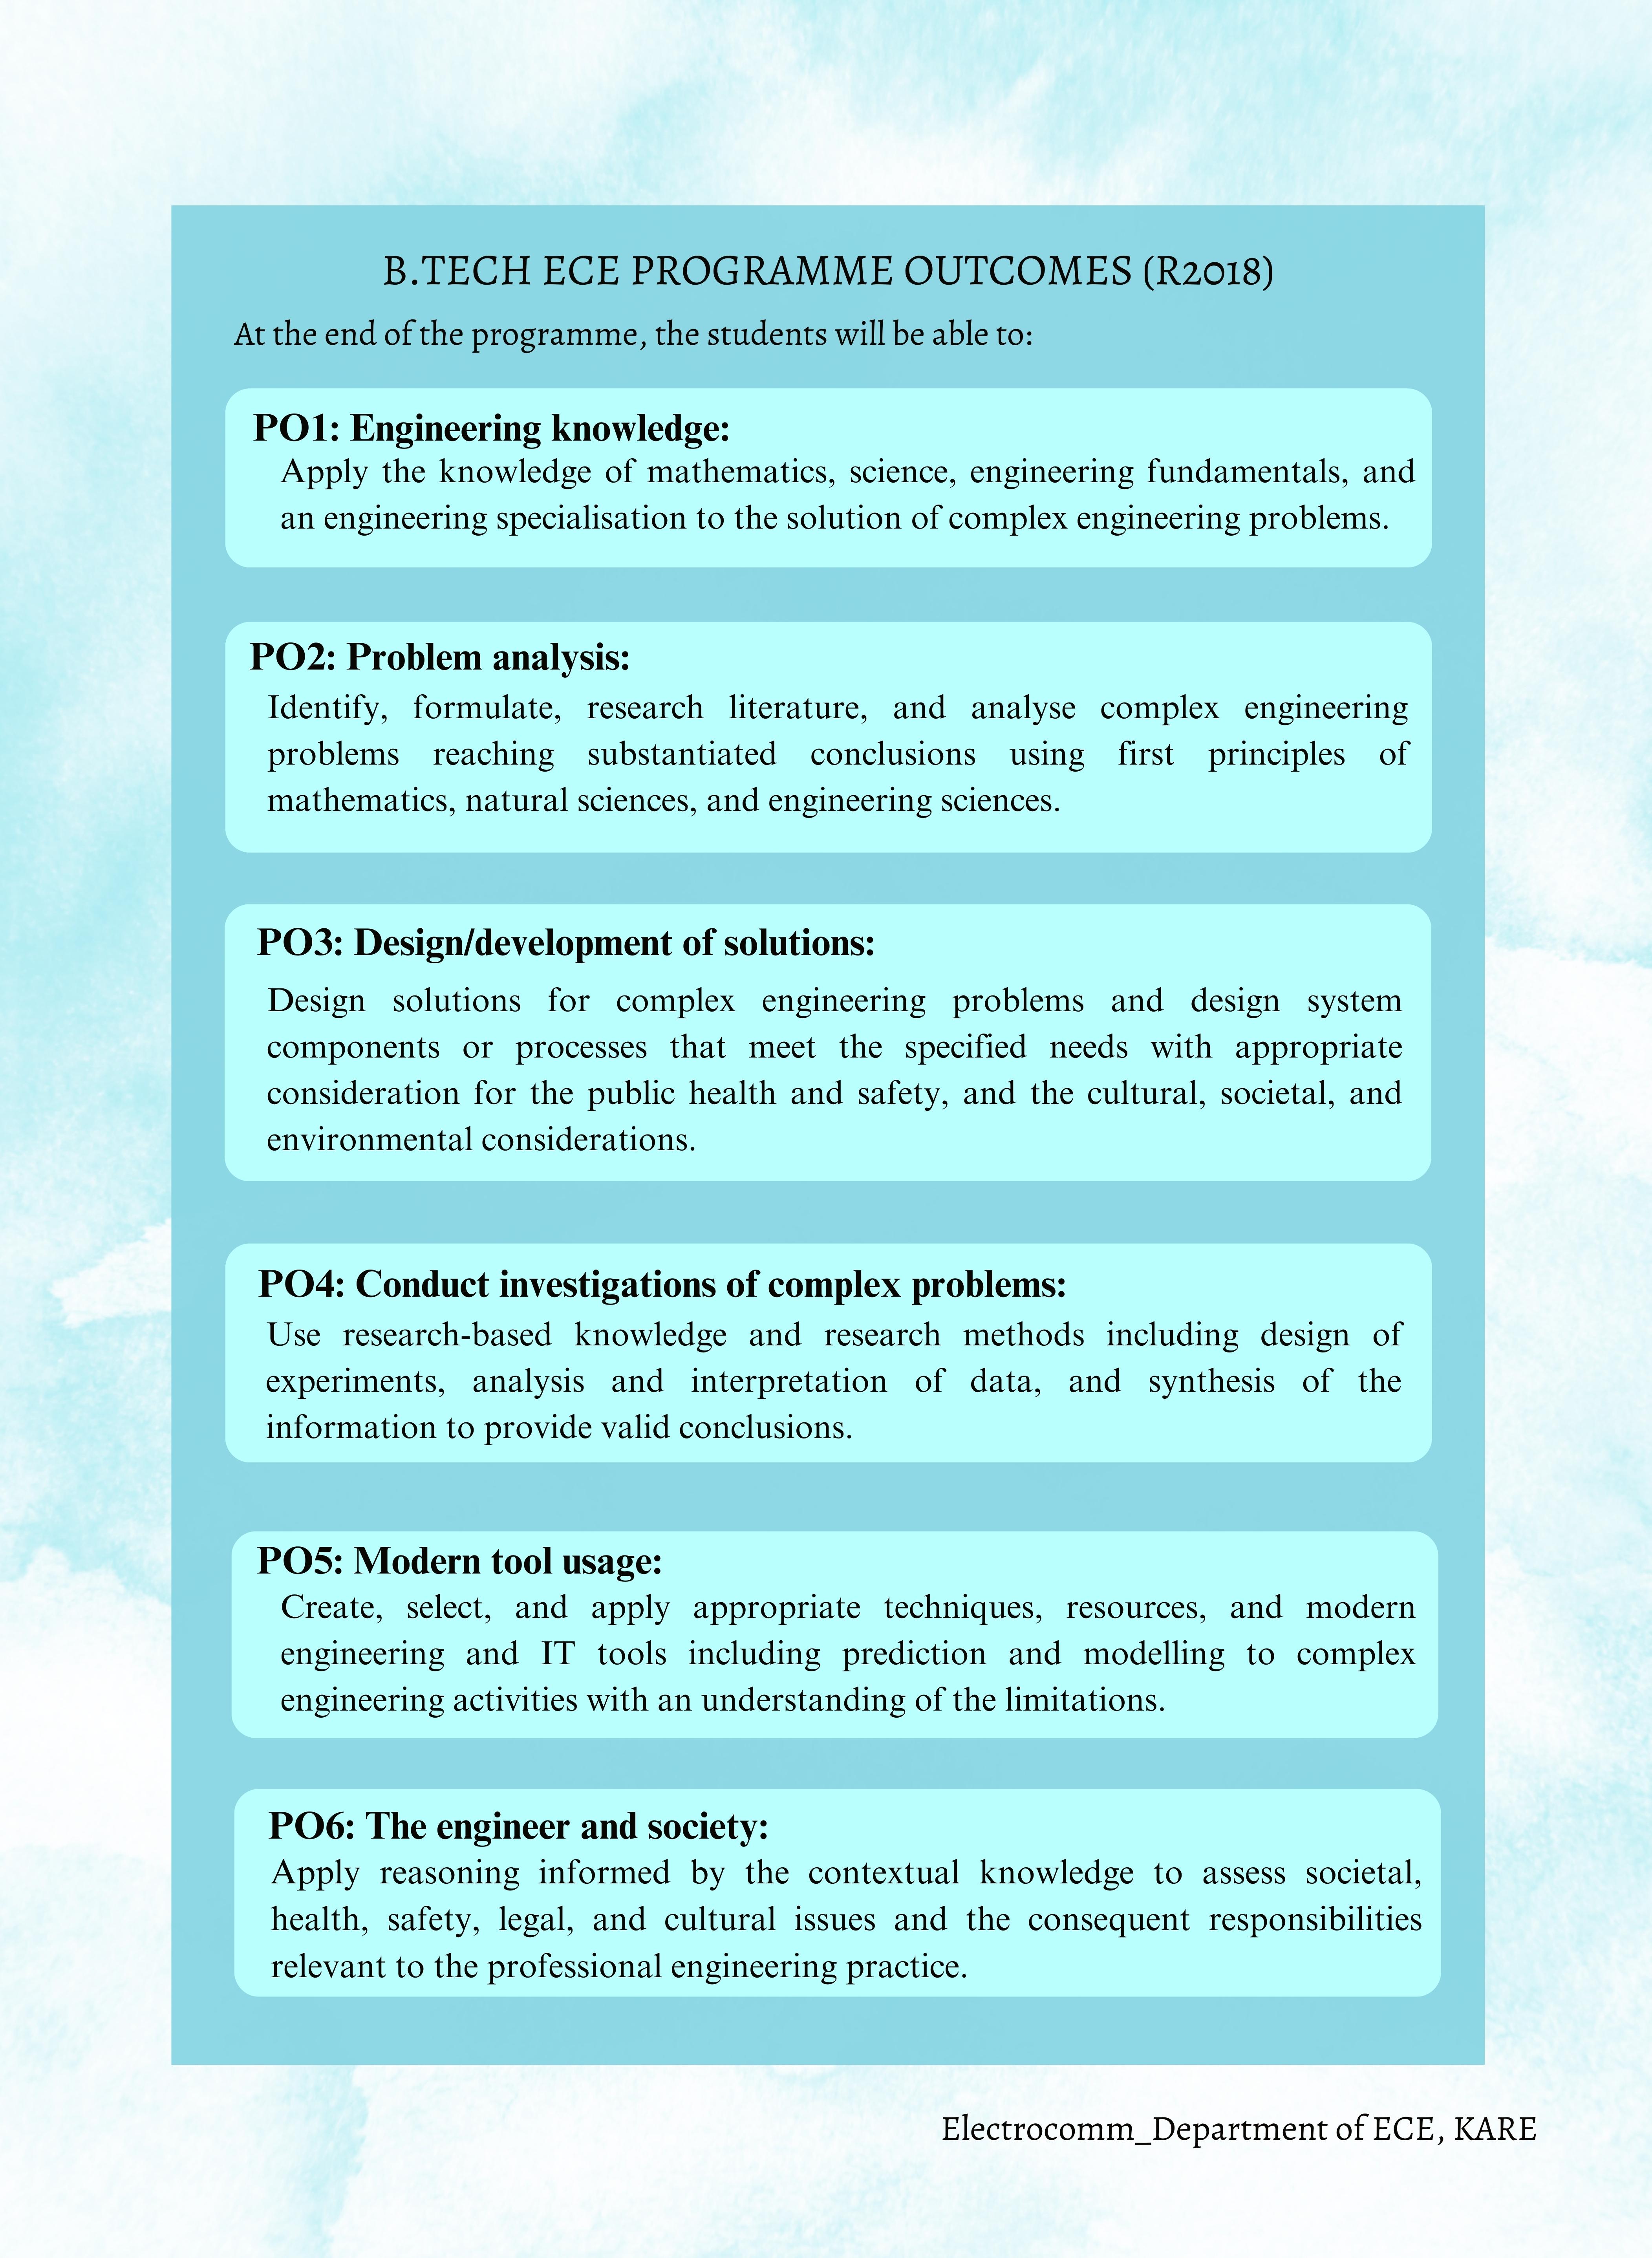 B.TECH ECE PROGRAMME OUTCOMES (R2018)
At the end of the programme, the students will be able to:
PO1: Engineering knowledge:
Apply the knowledge of mathematics, science, engineering fundamentals, and
an engineering specialisation to the solution of complex engineering problems.
PO2: Problem analysis:
Identify, formulate, research literature, and analyse complex engineering
problems reaching substantiated conclusions using first principles of
mathematics, natural sciences, and engineering sciences.
PO3: Design/development of solutions:
Design solutions for complex engineering problems and design system
components or processes that meet the specified needs with appropriate
consideration for the public health and safety, and the cultural, societal, and
environmental considerations.
PO4: Conduct investigations of complex problems:
Use research-based knowledge and research methods including design of
experiments, analysis and interpretation of data, and synthesis of the
information to provide valid conclusions.
PO5: Modern tool usage:
Create, select, and apply appropriate techniques, resources, and modern
engineering and IT tools including prediction and modelling to complex
engineering activities with an understanding of the limitations.
PO6: The engineer and society:
Apply reasoning informed by the contextual knowledge to assess societal,
health, safety, legal, and cultural issues and the consequent responsibilities
relevant to the professional engineering practice.
Electrocomm_Department of ECE, KARE